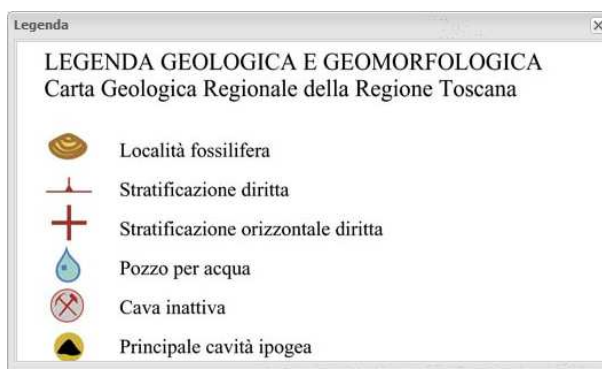 Legenda
LEGENDA GEOLOGICA E GEOMORFOLOGICA
Carta Geologica Regionale della Regione Toscana
Località fossilifera
Stratificazione diritta
Stratificazione orizzontale diritta
Pozzo per acqua
Cava inattiva
Principale cavità ipogea